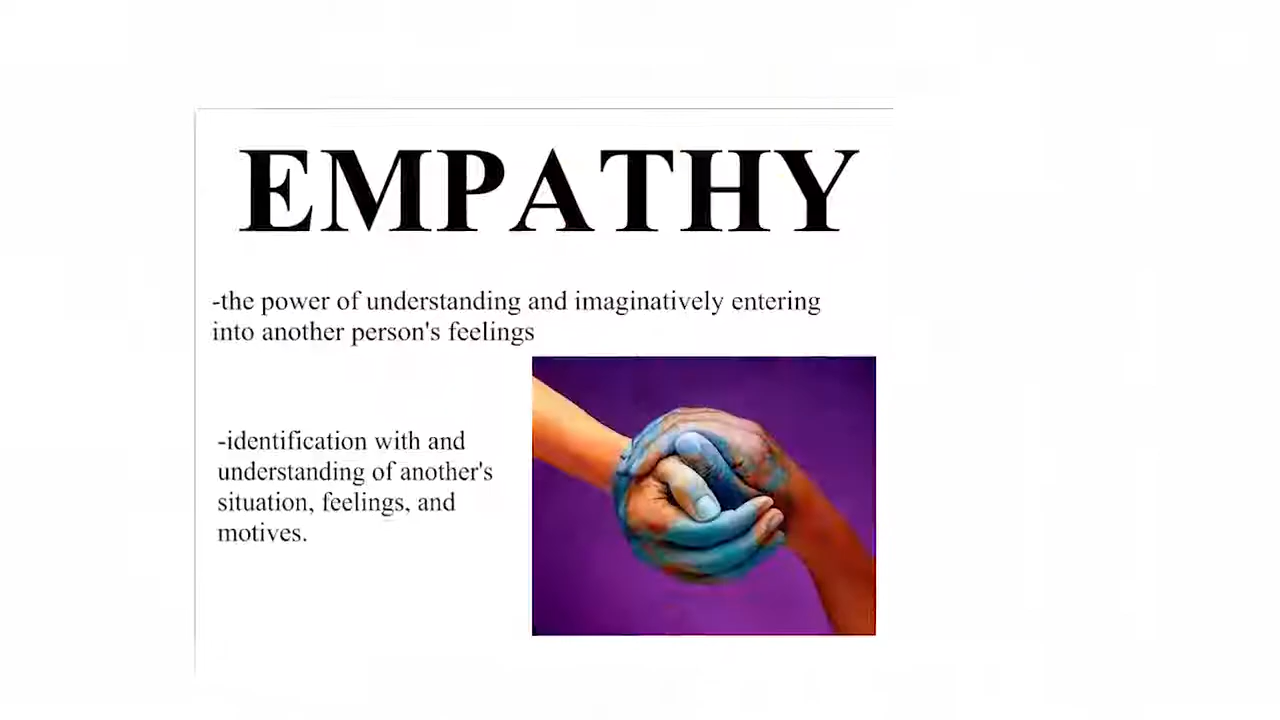 EMPATHY
-the power of understanding and imaginatively entering
into another person's feelings
-identification with and
understanding of another's
situation, feelings, and
motives.